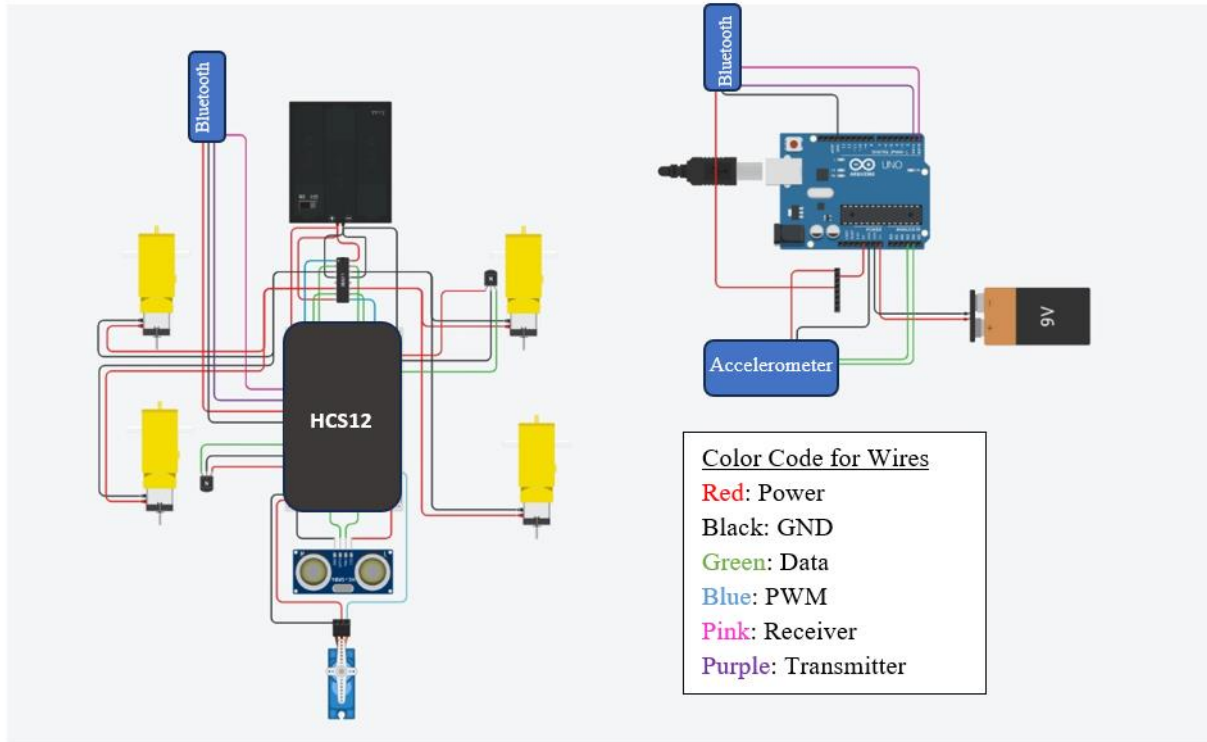 Bluetooth
Bluetooth
UNO
ARDUINO
9V
Accelerometer
HCS12
Color Code for Wires
Red: Power
Black: GND
Green: Data
Blue: PWM
Pink: Receiver
Purple: Transmitter